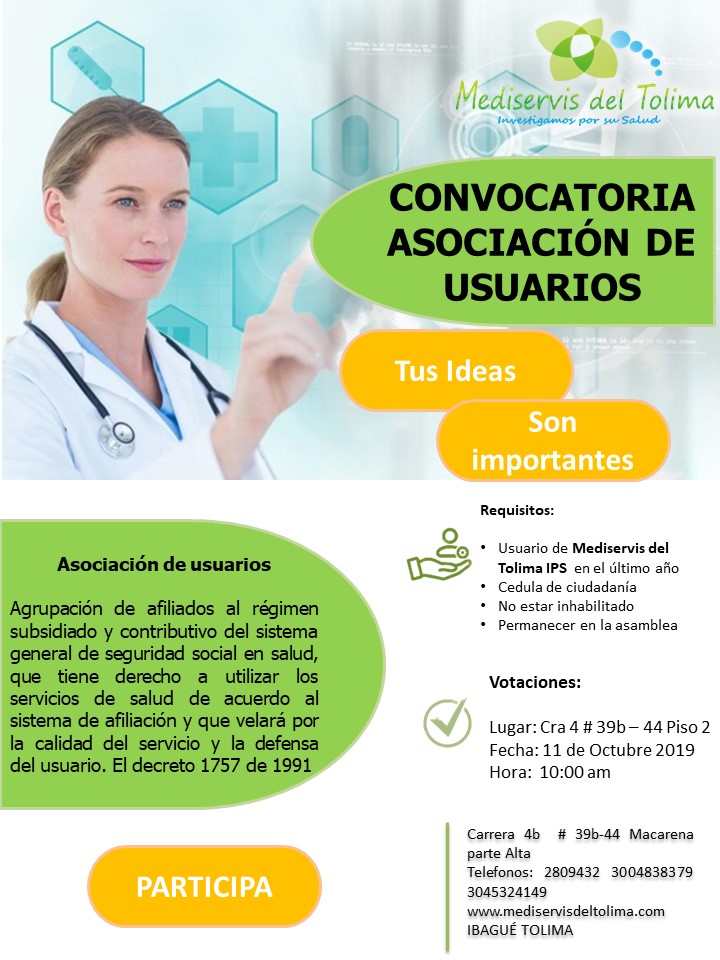 Mediservis del Tolima
Investigamos por su Salud
CONVOCATORIA
ASOCIACIÓN DE
USUARIOS
Tus Ideas
Son
importantes
Requisitos:
• Usuario de Mediservis del
Tolima IPS en el último año
• Cedula de ciudadanía
• No estar inhabilitado
• Permanecer en la asamblea
Asociación de usuarios
Agrupación de afiliados al régimen
subsidiado y contributivo del sistema
general de seguridad social en salud,
que tiene derecho a utilizar los
servicios de salud de acuerdo al
sistema de afiliación y que velará por
la calidad del servicio y la defensa
del usuario. El decreto 1757 de 1991
Votaciones:
Lugar: Cra 4 # 39b – 44 Piso 2
Fecha: 11 de Octubre 2019
Hora: 10:00 am
PARTICIPA
Carrera 4b # 39b-44 Macarena
parte Alta
Telefonos: 2809432 3004838379
3045324149
www.mediservisdeltolima.com
IBAGUÉ TOLIMA